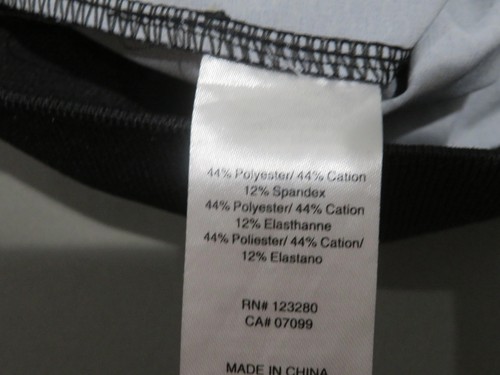 44% Polyester/ 44% Cation
12% Spandex
44% Polyester/ 44% Cation
12% Elasthanne
44% Poliester/ 44% Cation/
12% Elastano
RN# 123280
CA# 07099
MADE IN CHINA